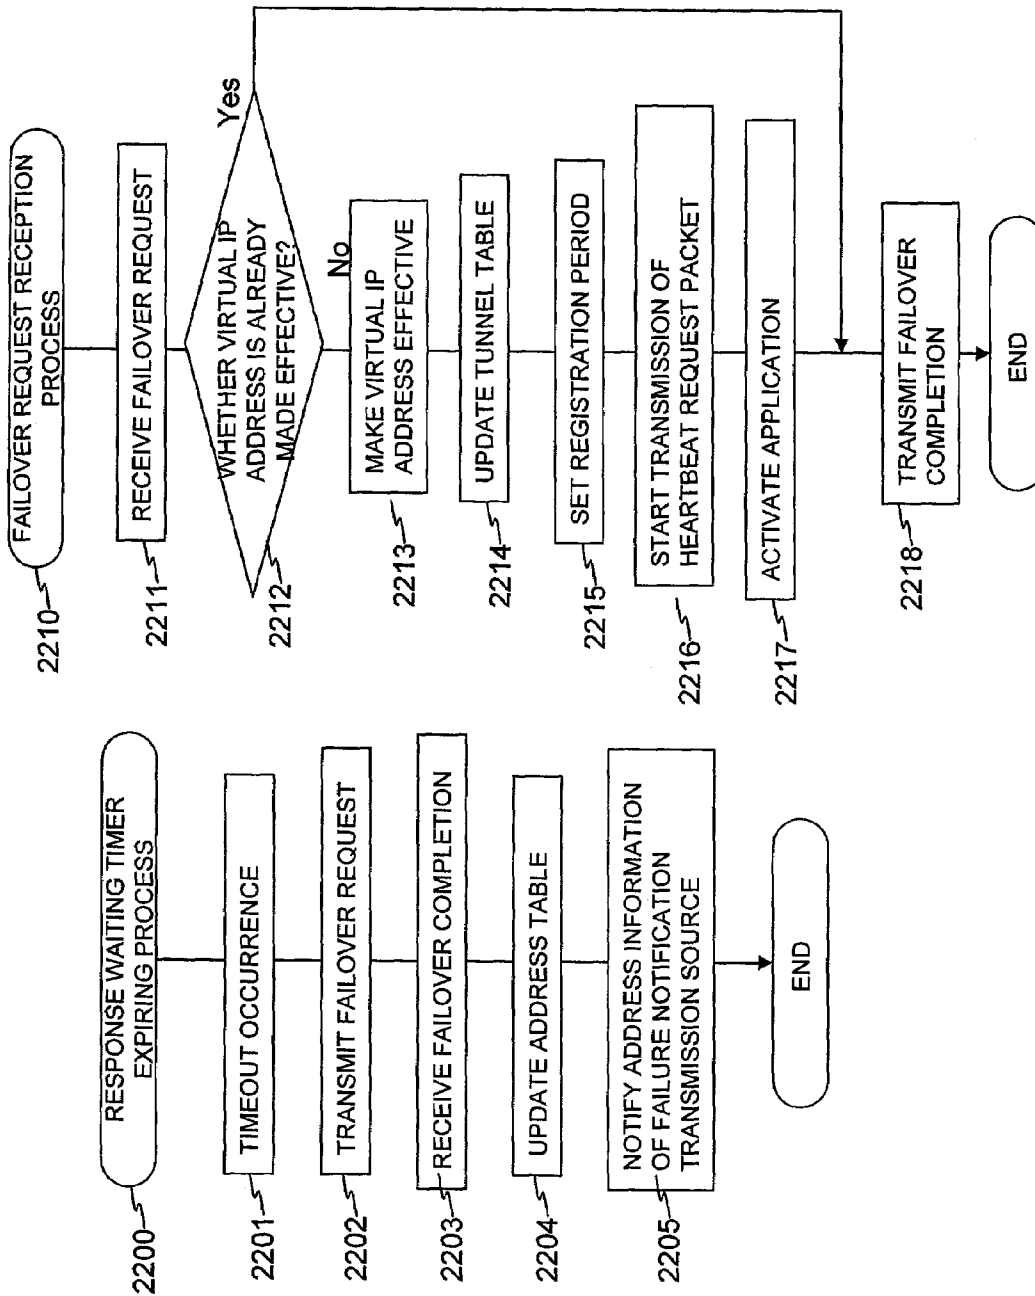 2200
RESPONSE WAITING TIMER
EXPIRING PROCESS
2201
TIMEOUT OCCURRENCE
2202
TRANSMIT FAILOVER REQUEST
2203
RECEIVE FAILOVER COMPLETION
2204
UPDATE ADDRESS TABLE
2205
NOTIFY ADDRESS INFORMATION
OF FAILURE NOTIFICATION
TRANSMISSION SOURCE
END
2210
FAILOVER REQUEST RECEPTION
PROCESS
2211
RECEIVE FAILOVER REQUEST
2212
WHETHER VIRTUAL IP
ADDRESS IS ALREADY
MADE EFFECTIVE?
Yes
No
2213
MAKE VIRTUAL IP
ADDRESS EFFECTIVE
2214
UPDATE TUNNEL TABLE
2215
SET REGISTRATION PERIOD
2216
START TRANSMISSION OF
HEARTBEAT REQUEST PACKET
2217
ACTIVATE APPLICATION
2218
TRANSMIT FAILOVER
COMPLETION
END